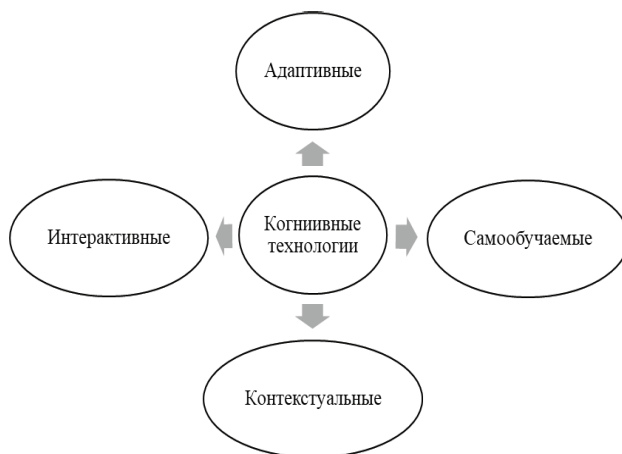 Адаптивные
Интерактивные
Когниивные
технологии
Самообучаемые
Контекстуальные